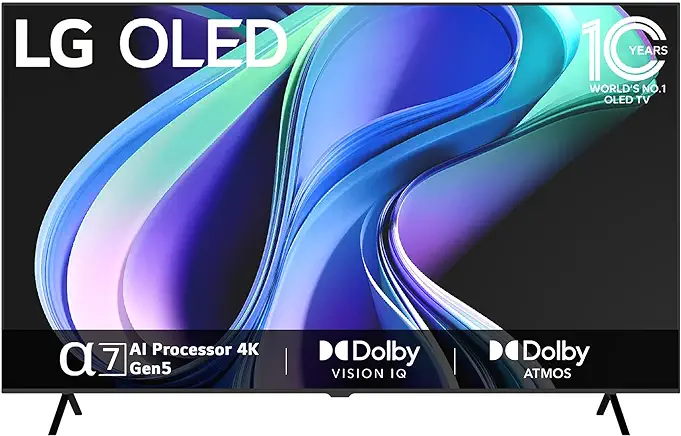 LG OLED
10 YEARS
WORLD'S NO.1
OLED TV
α7 AI Processor 4K
Gen5
Dolby
VISION IQ
Dolby
ATMOS